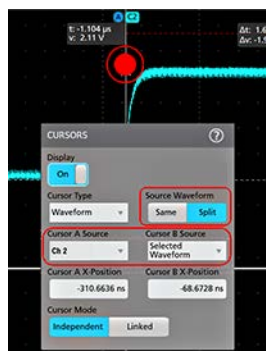 A C2
t: -1.104 µs
v: 2.11 V
Δt: 1.6
Δv: -1.9
CURSORS
?
Display
On
Cursor Type
Source Waveform
Waveform
Same
Split
Cursor A Source
Cursor B Source
Ch 2
Selected
Waveform
Cursor A X-Position
Cursor B X-Position
-310.6636 ns
-68.6728 ns
Cursor Mode
Independent
Linked